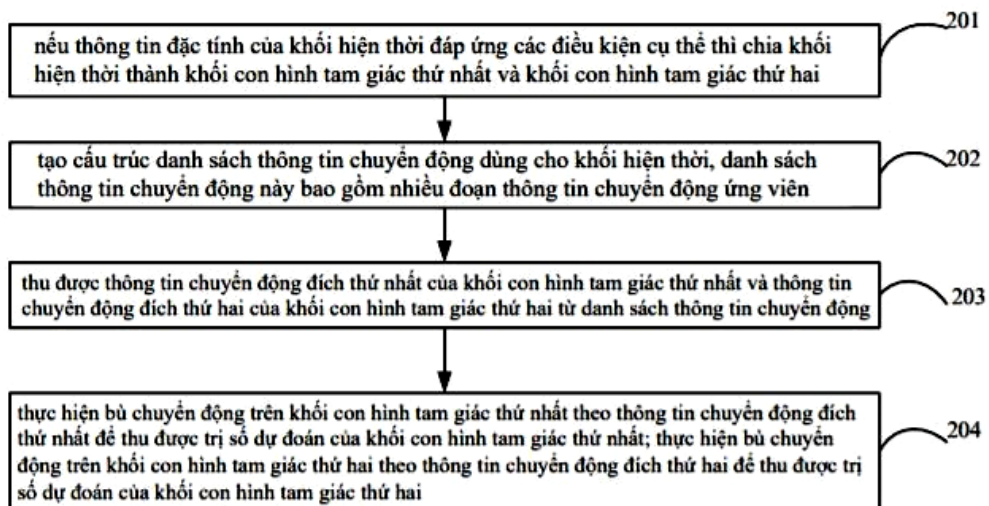 201
nếu thông tin đặc tính của khối hiện thời đáp ứng các điều kiện cụ thể thì chia khối
hiện thời thành khối con hình tam giác thứ nhất và khối con hình tam giác thứ hai
202
tạo cấu trúc danh sách thông tin chuyển động dùng cho khối hiện thời, danh sách
thông tin chuyển động này bao gồm nhiều đoạn thông tin chuyển động ứng viên
203
thu được thông tin chuyển động đích thứ nhất của khối con hình tam giác thứ nhất và thông tin
chuyển động đích thứ hai của khối con hình tam giác thứ hai từ danh sách thông tin chuyển động
204
thực hiện bù chuyển động trên khối con hình tam giác thứ nhất theo thông tin chuyển động đích
thứ nhất để thu được trị số dự đoán của khối con hình tam giác thứ nhất; thực hiện bù chuyển
động trên khối con hình tam giác thứ hai theo thông tin chuyển động đích thứ hai để thu được trị
số dự đoán của khối con hình tam giác thứ hai